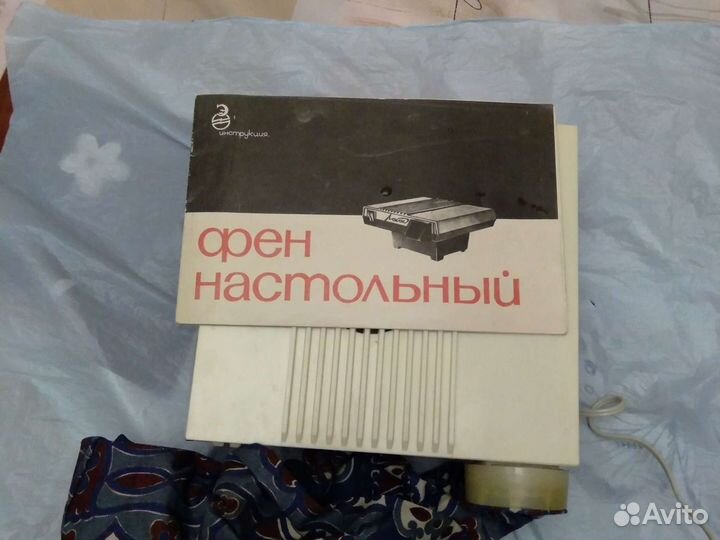 инструкция
фен
настольный
Avito